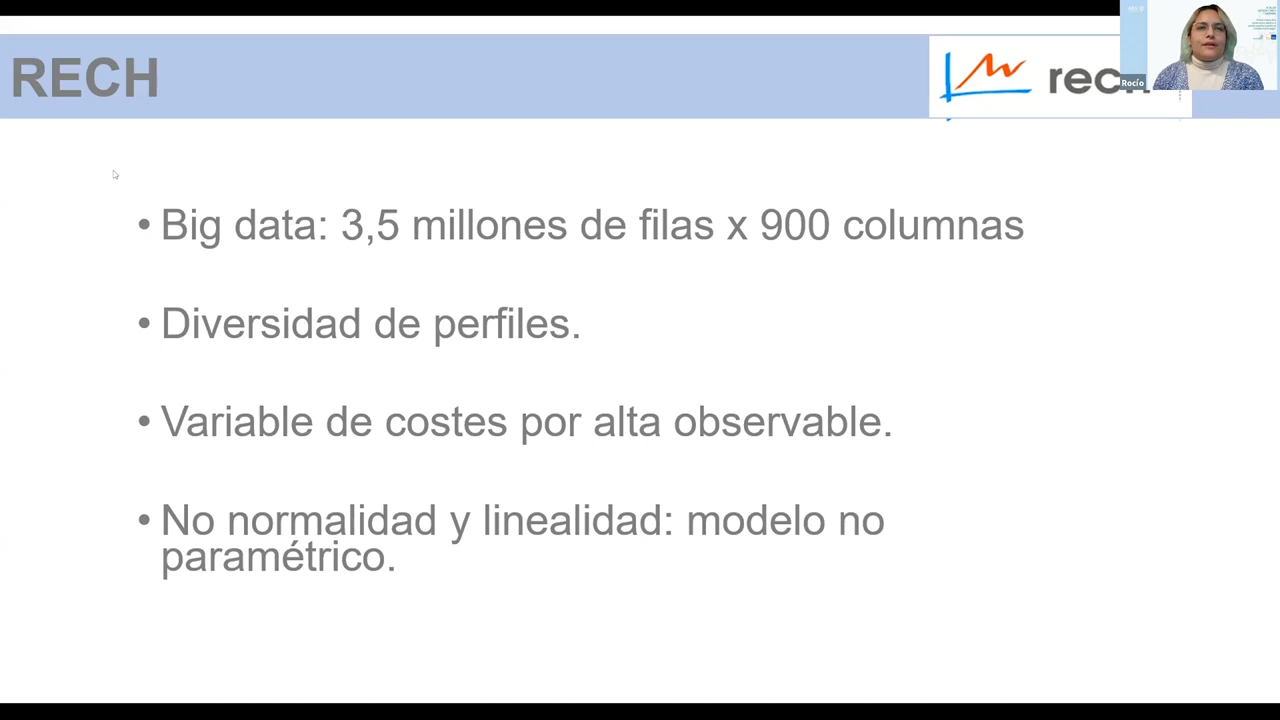 RECH
rech
Rocío
• Big data: 3,5 millones de filas x 900 columnas
• Diversidad de perfiles.
• Variable de costes por alta observable.
• No normalidad y linealidad: modelo no
paramétrico.